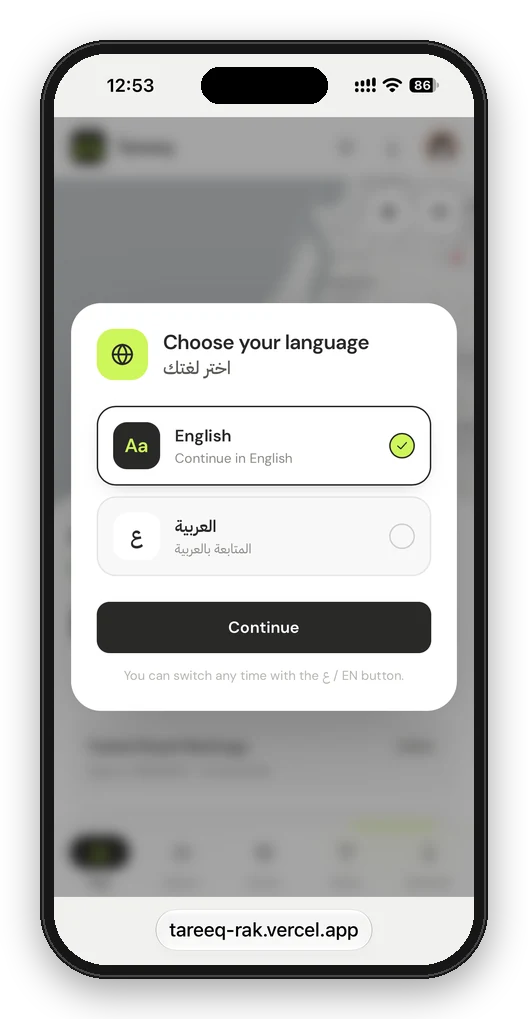 12:53
86
Choose your language
اختر لغتك
Aa
English
Continue in English
ع
العربية
المتابعة بالعربية
Continue
You can switch any time with the ع / EN button.
tareeq-rak.vercel.app